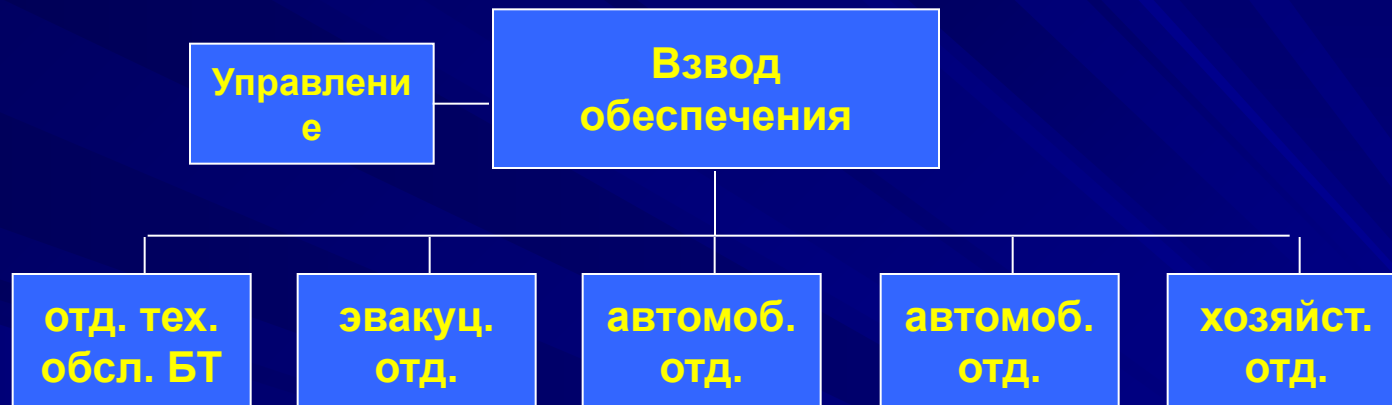 Управлени
е
Взвод
обеспечения
отд. тех.
обсл. БТ
эвакуц.
отд.
автомоб.
отд.
автомоб.
отд.
хозяйст.
отд.